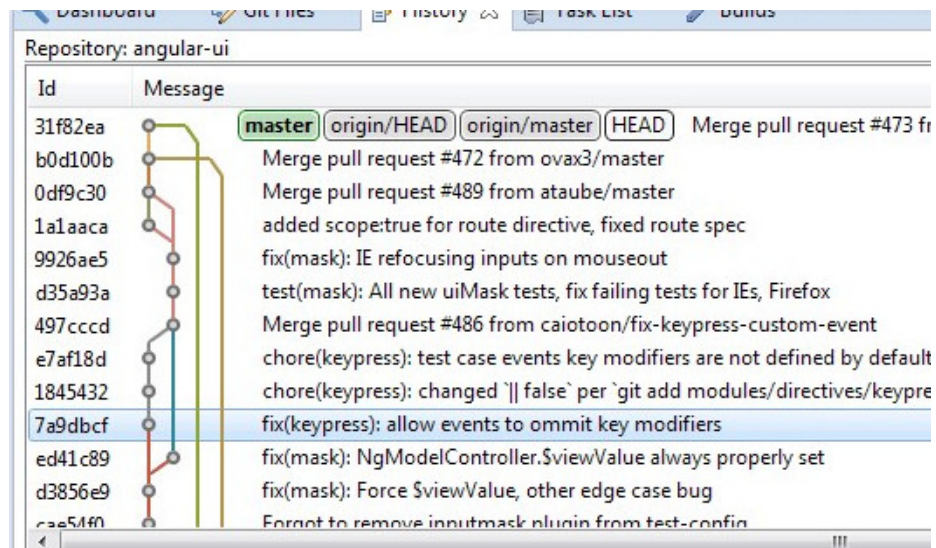 Dashboard Git Files History Task List Builds
Repository: angular-ui
Id Message
31f82ea master origin/HEAD origin/master HEAD Merge pull request #473 fr
b0d100b Merge pull request #472 from ovax3/master
0df9c30 Merge pull request #489 from ataube/master
1a1aaca added scope:true for route directive, fixed route spec
9926ae5 fix(mask): IE refocusing inputs on mouseout
d35a93a test(mask): All new uiMask tests, fix failing tests for IEs, Firefox
497cccd Merge pull request #486 from caiotoon/fix-keypress-custom-event
e7af18d chore(keypress): test case events key modifiers are not defined by default
1845432 chore(keypress): changed `|| false` per `git add modules/directives/keypre
7a9dbcf fix(keypress): allow events to ommit key modifiers
ed41c89 fix(mask): NgModelController.$viewValue always properly set
d3856e9 fix(mask): Force $viewValue, other edge case bug
cae54f0 Forgot to remove inputmask plugin from test-config